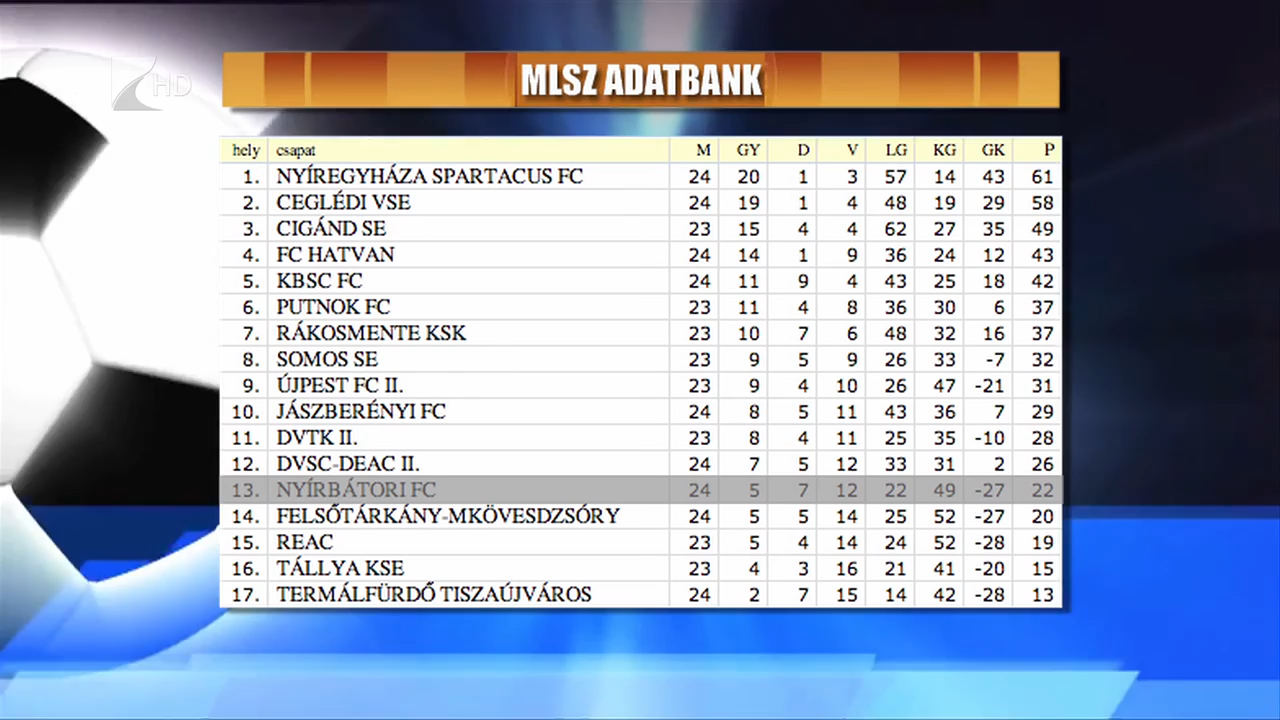 HD
MLSZ ADATBANK
hely csapat M GY D V LG KG GK P
1. NYÍREGYHÁZA SPARTACUS FC 24 20 1 3 57 14 43 61
2. CEGLÉDI VSE 24 19 1 4 48 19 29 58
3. CIGÁND SE 23 15 4 4 62 27 35 49
4. FC HATVAN 24 14 1 9 36 24 12 43
5. KBSC FC 24 11 9 4 43 25 18 42
6. PUTNOK FC 23 11 4 8 36 30 6 37
7. RÁKOSMENTE KSK 23 10 7 6 48 32 16 37
8. SOMOS SE 23 9 5 9 26 33 -7 32
9. ÚJPEST FC II. 23 9 4 10 26 47 -21 31
10. JÁSZBERÉNYI FC 24 8 5 11 43 36 7 29
11. DVTK II. 23 8 4 11 25 35 -10 28
12. DVSC-DEAC II. 24 7 5 12 33 31 2 26
13. NYÍRBÁTORI FC 24 5 7 12 22 49 -27 22
14. FELSŐTÁRKÁNY-MKÖVESDZSÓRY 24 5 5 14 25 52 -27 20
15. REAC 23 5 4 14 24 52 -28 19
16. TÁLLYA KSE 23 4 3 16 21 41 -20 15
17. TERMÁLFÜRDŐ TISZAÚJVÁROS 24 2 7 15 14 42 -28 13